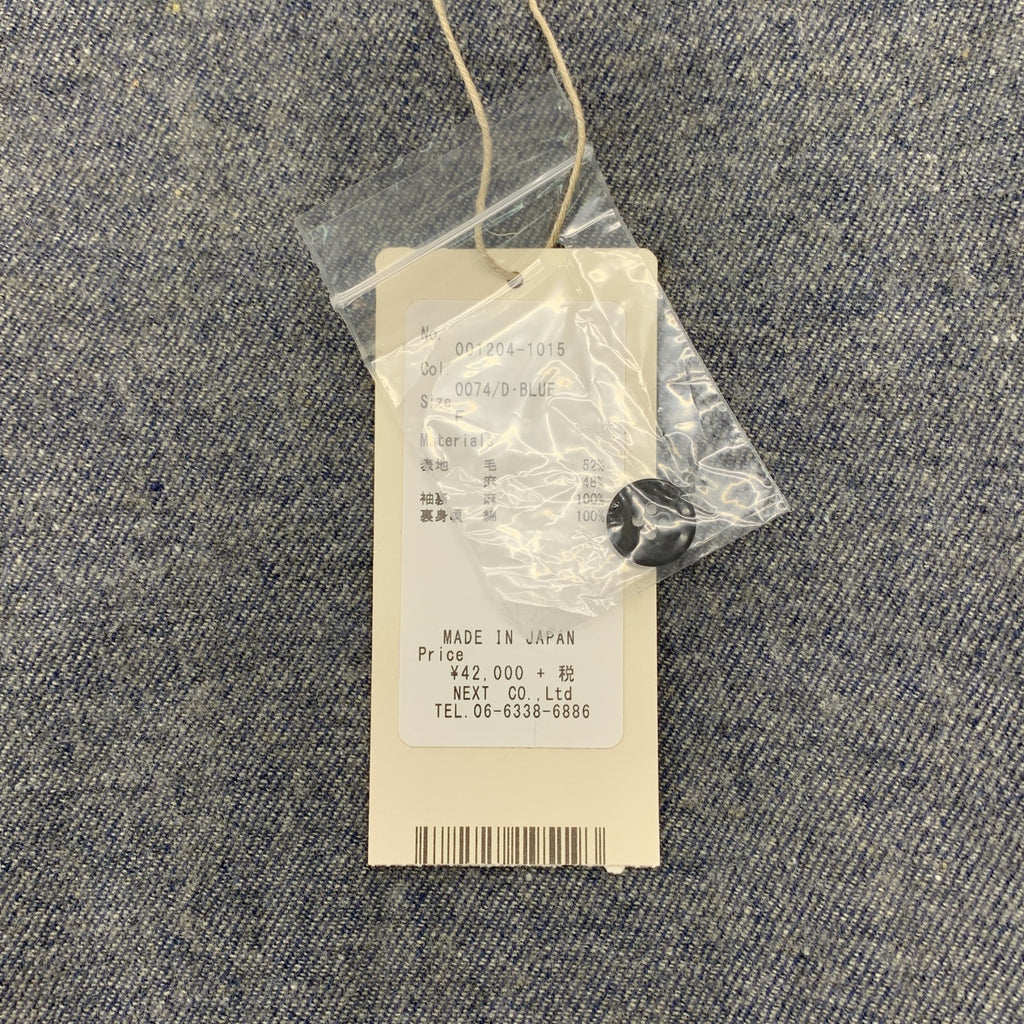 No.
001204-1015
Col.
0074/D·BLUE
Size
F
Materials
表地 毛 52%
麻 48%
袖裏 麻 100%
裏身頃 綿 100%
MADE IN JAPAN
Price
¥42,000 + 税
NEXT CO.,Ltd
TEL.06-6338-6886